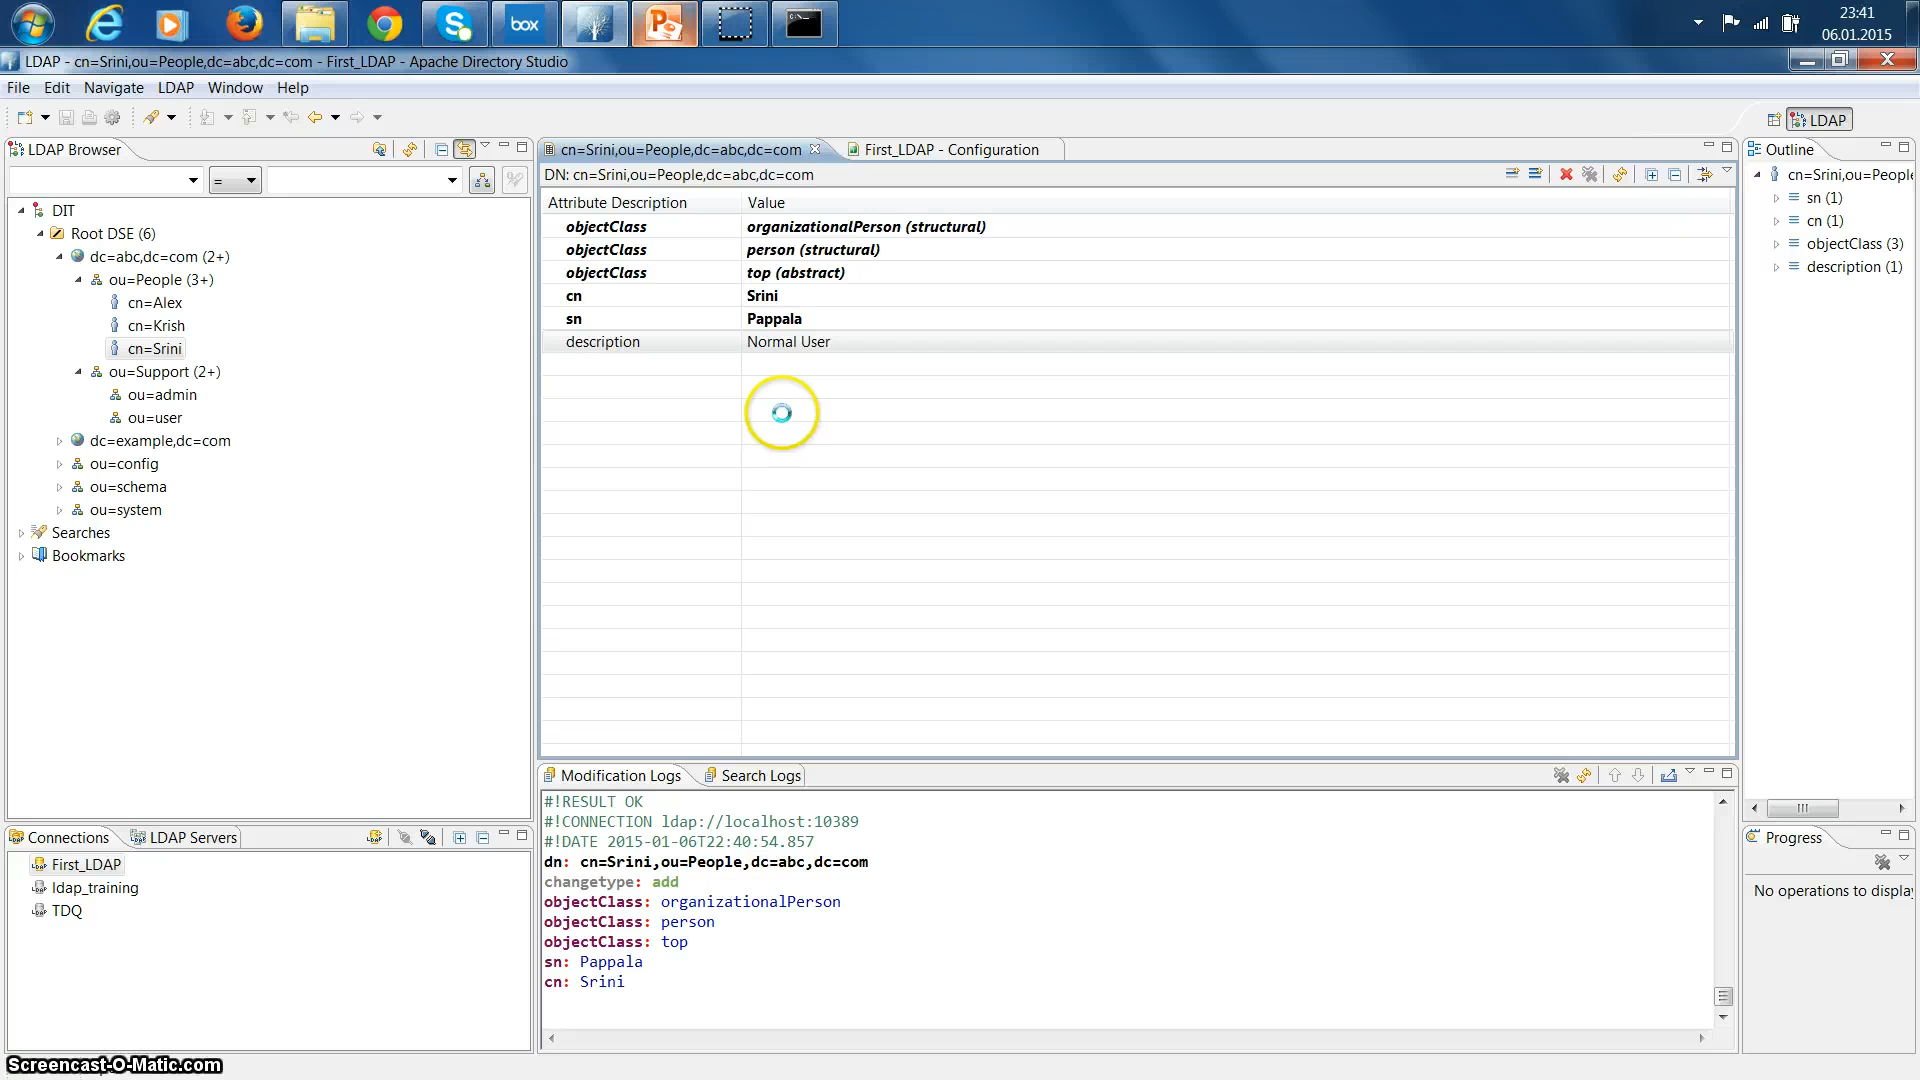 box
23:41
06.01.2015
LDAP - cn=Srini,ou=People,dc=abc,dc=com - First_LDAP - Apache Directory Studio
File Edit Navigate LDAP Window Help
LDAP
LDAP Browser
=
DIT
Root DSE (6)
dc=abc,dc=com (2+)
ou=People (3+)
cn=Alex
cn=Krish
cn=Srini
ou=Support (2+)
ou=admin
ou=user
dc=example,dc=com
ou=config
ou=schema
ou=system
Searches
Bookmarks
Connections LDAP Servers
First_LDAP
ldap_training
TDQ
cn=Srini,ou=People,dc=abc,dc=com First_LDAP - Configuration
DN: cn=Srini,ou=People,dc=abc,dc=com
Attribute Description Value
objectClass organizationalPerson (structural)
objectClass person (structural)
objectClass top (abstract)
cn Srini
sn Pappala
description Normal User
Modification Logs Search Logs
#!RESULT OK
#!CONNECTION ldap://localhost:10389
#!DATE 2015-01-06T22:40:54.857
dn: cn=Srini,ou=People,dc=abc,dc=com
changetype: add
objectClass: organizationalPerson
objectClass: person
objectClass: top
sn: Pappala
cn: Srini
Outline
cn=Srini,ou=People
sn (1)
cn (1)
objectClass (3)
description (1)
Progress
No operations to display
Screencast-O-Matic.com